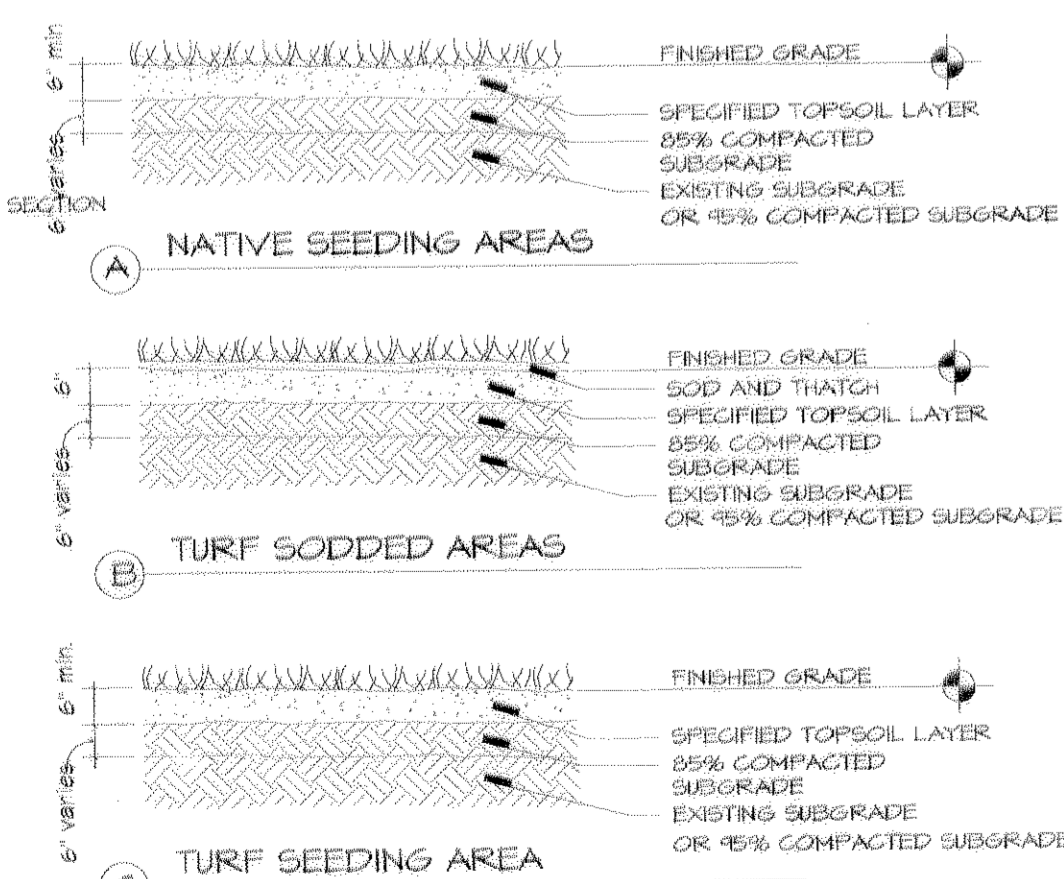 6" min
6" varies
SECTION
FINISHED GRADE
SPECIFIED TOPSOIL LAYER
85% COMPACTED
SUBGRADE
EXISTING SUBGRADE
OR 95% COMPACTED SUBGRADE
A NATIVE SEEDING AREAS
6"
6" varies
FINISHED GRADE
SOD AND THATCH
SPECIFIED TOPSOIL LAYER
85% COMPACTED
SUBGRADE
EXISTING SUBGRADE
OR 95% COMPACTED SUBGRADE
B TURF SODDED AREAS
6" min.
6" varies
FINISHED GRADE
SPECIFIED TOPSOIL LAYER
85% COMPACTED
SUBGRADE
EXISTING SUBGRADE
OR 95% COMPACTED SUBGRADE
TURF SEEDING AREA